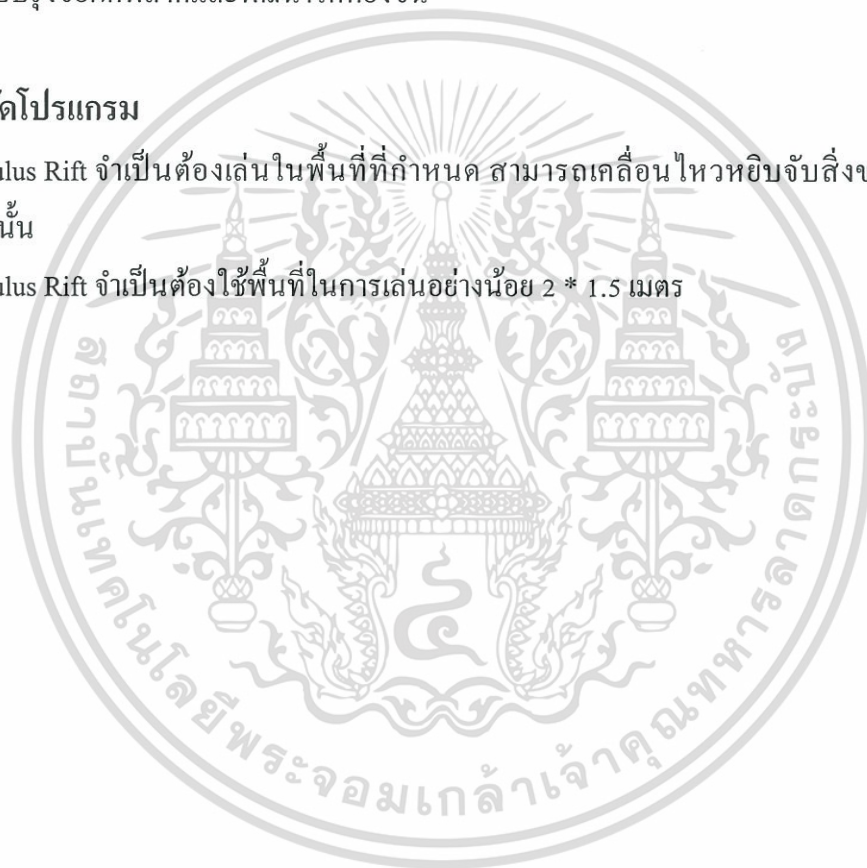 ัดโปรแกรม
ulus Rift จำเป็นต้องเล่นในพื้นที่ที่กำหนด สามารถเคลื่อนไหวหยิบจับสิ่งข
นั้น
ulus Rift จำเป็นต้องใช้พื้นที่ในการเล่นอย่างน้อย 2 * 1.5 เมตร
สถาบันเทคโนโลยีพระจอมเกล้าเจ้าคุณทหารลาดกระบัง